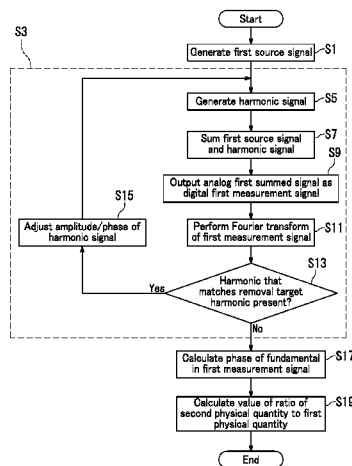 Start
S3
Generate first source signal
S1
Generate harmonic signal
S5
S7
Sum first source signal
and harmonic signal
S9
Output analog first summed signal as
digital first measurement signal
S15
Adjust amplitude/phase of
harmonic signal
Perform Fourier transform
of first measurement signal
S11
S13
Yes
Harmonic that
matches removal target
harmonic present?
No
Calculate phase of fundamental
in first measurement signal
S17
Calculate value of ratio of
second physical quantity to first
physical quantity
S19
End